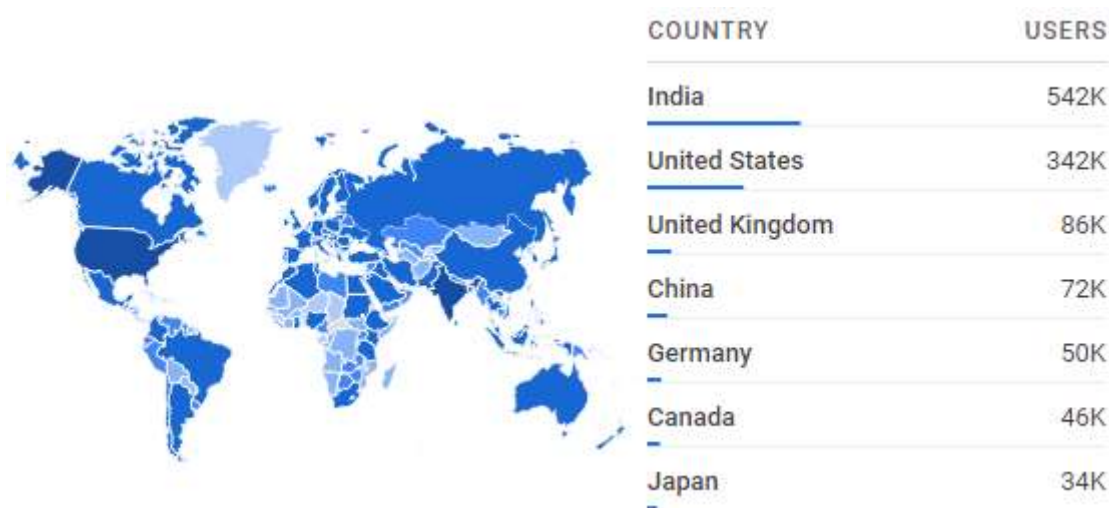 COUNTRY USERS
India 542K
United States 342K
United Kingdom 86K
China 72K
Germany 50K
Canada 46K
Japan 34K